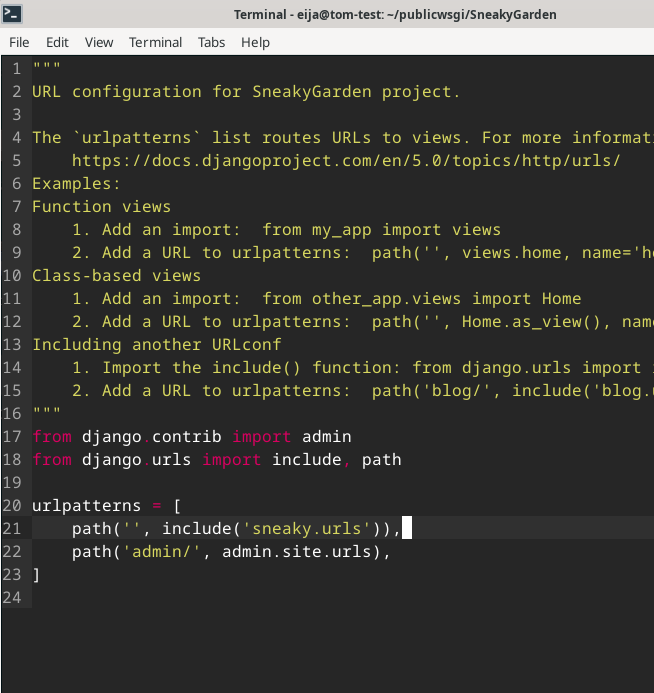 Terminal - eija@tom-test: ~/publicwsgi/SneakyGarden
File Edit View Terminal Tabs Help
1 """
2 URL configuration for SneakyGarden project.
3
4 The `urlpatterns` list routes URLs to views. For more informati
5     https://docs.djangoproject.com/en/5.0/topics/http/urls/
6 Examples:
7 Function views
8     1. Add an import:  from my_app import views
9     2. Add a URL to urlpatterns:  path('', views.home, name='h
10 Class-based views
11     1. Add an import:  from other_app.views import Home
12     2. Add a URL to urlpatterns:  path('', Home.as_view(), nam
13 Including another URLconf
14     1. Import the include() function: from django.urls import
15     2. Add a URL to urlpatterns:  path('blog/', include('blog.
16 """
17 from django.contrib import admin
18 from django.urls import include, path
19
20 urlpatterns = [
21     path('', include('sneaky.urls')),
22     path('admin/', admin.site.urls),
23 ]
24